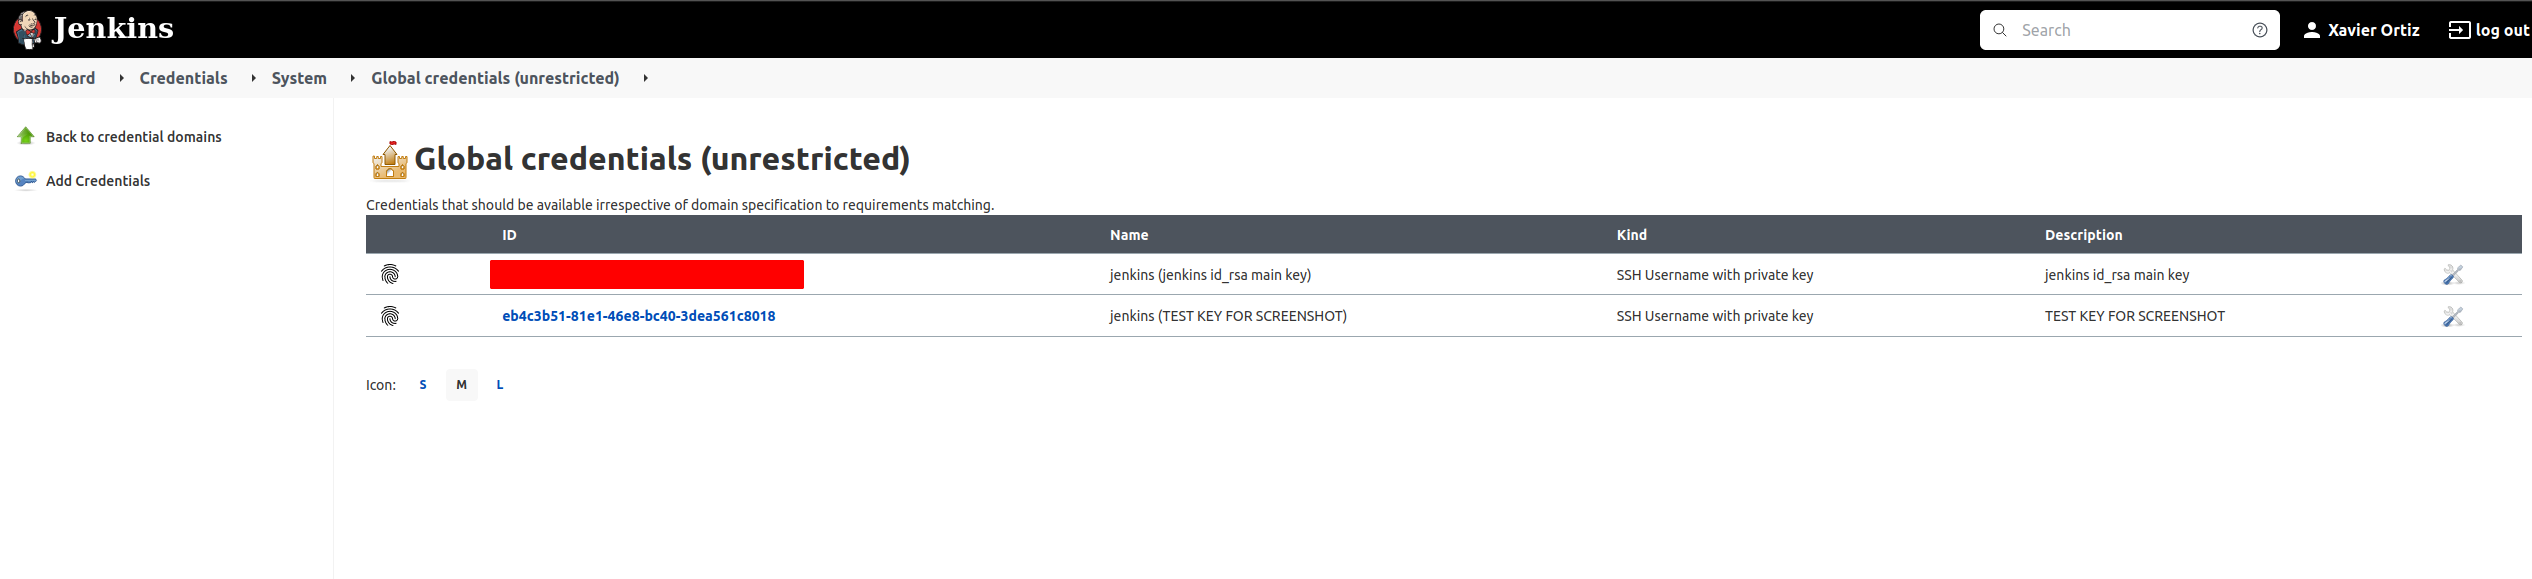 Jenkins Search Xavier Ortiz log out
Dashboard Credentials System Global credentials (unrestricted)
Back to credential domains
Add Credentials
Global credentials (unrestricted)
Credentials that should be available irrespective of domain specification to requirements matching.
ID Name Kind Description
jenkins (jenkins id_rsa main key) SSH Username with private key jenkins id_rsa main key
eb4c3b51-81e1-46e8-bc40-3dea561c8018 jenkins (TEST KEY FOR SCREENSHOT) SSH Username with private key TEST KEY FOR SCREENSHOT
Icon: S M L